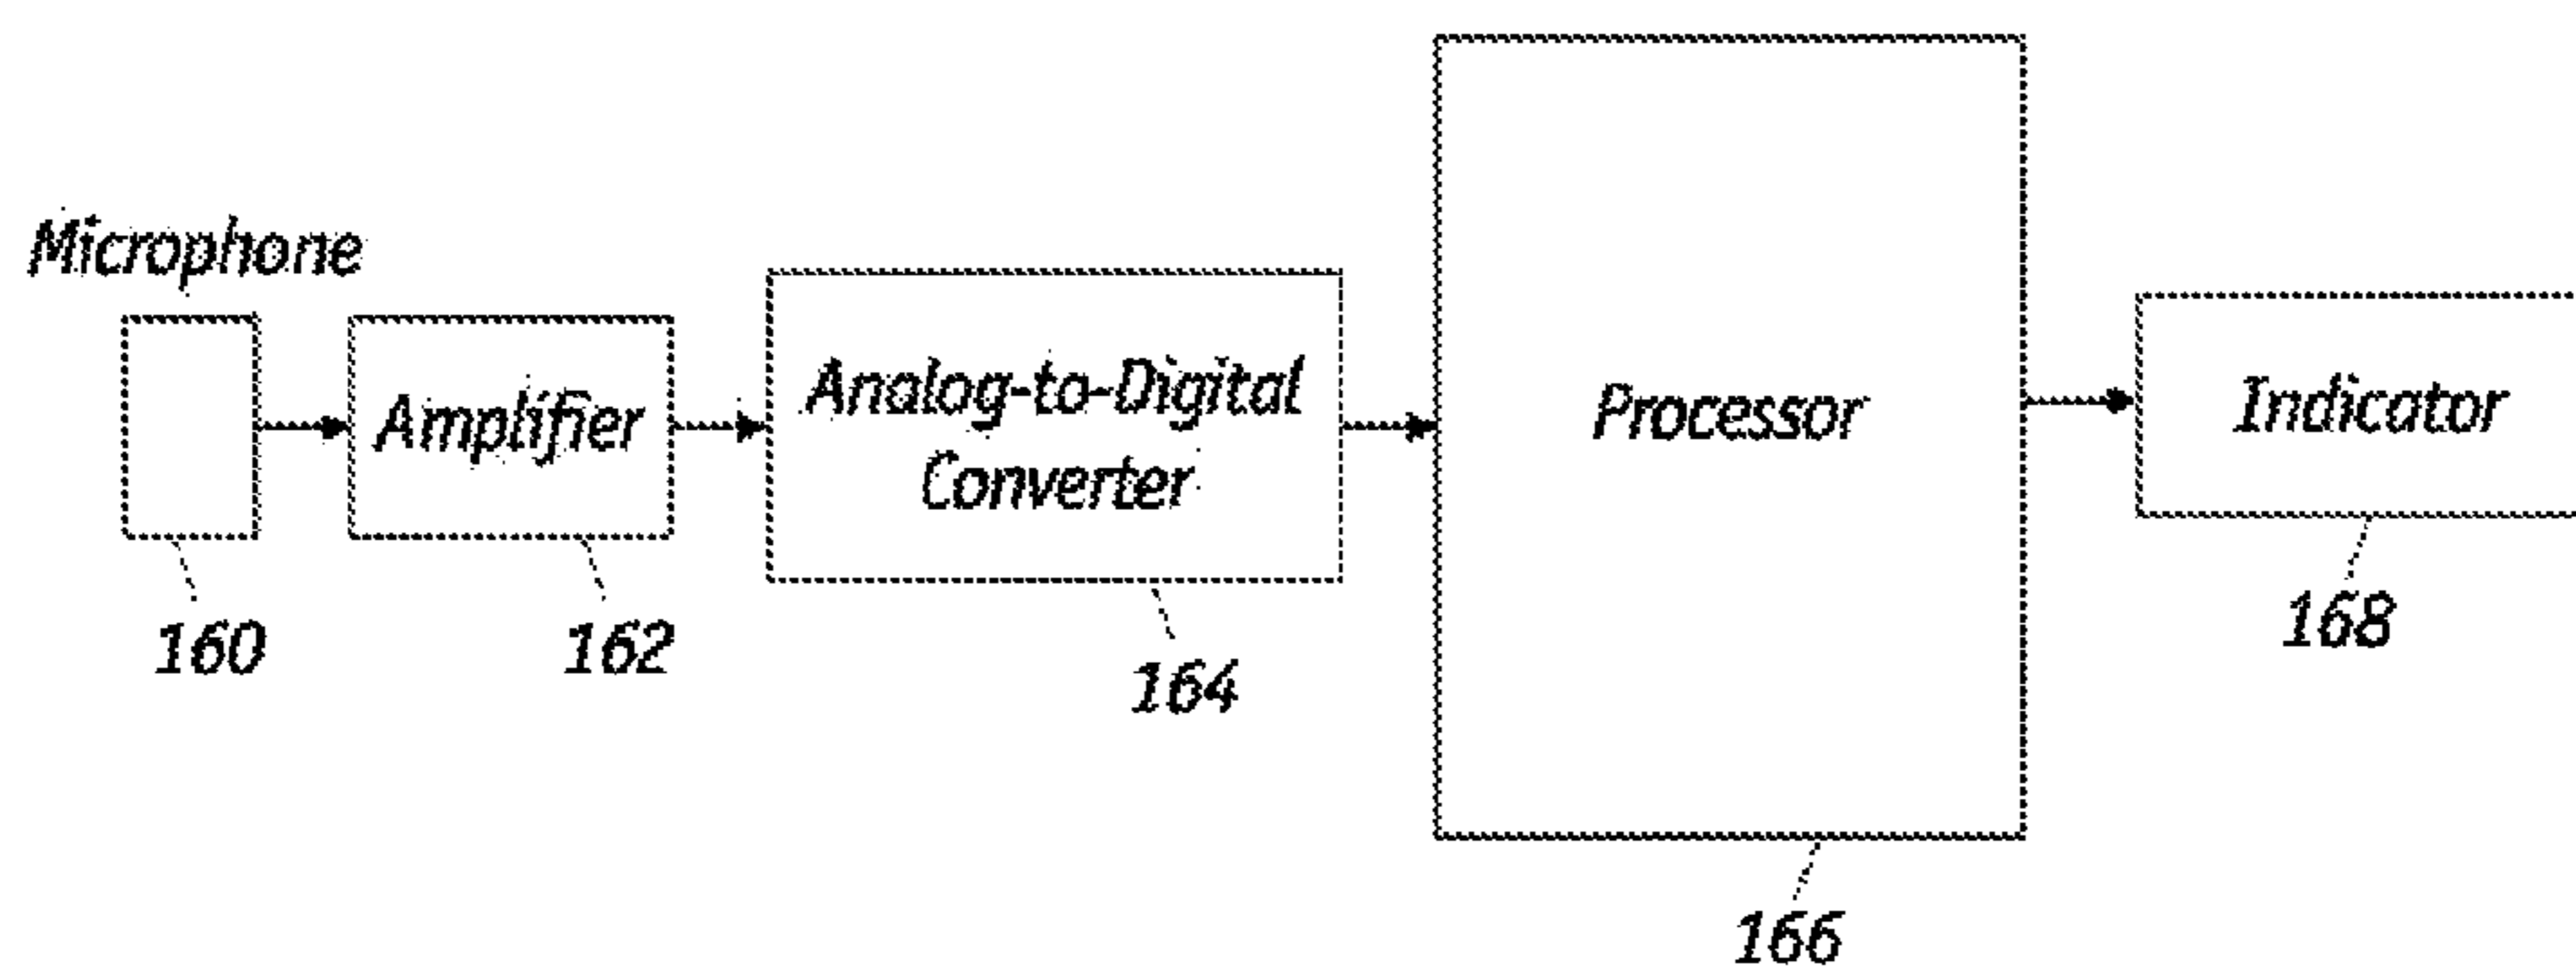 Microphone
Amplifier
Analog-to-Digital
Converter
Processor
Indicator
160
162
164
166
168